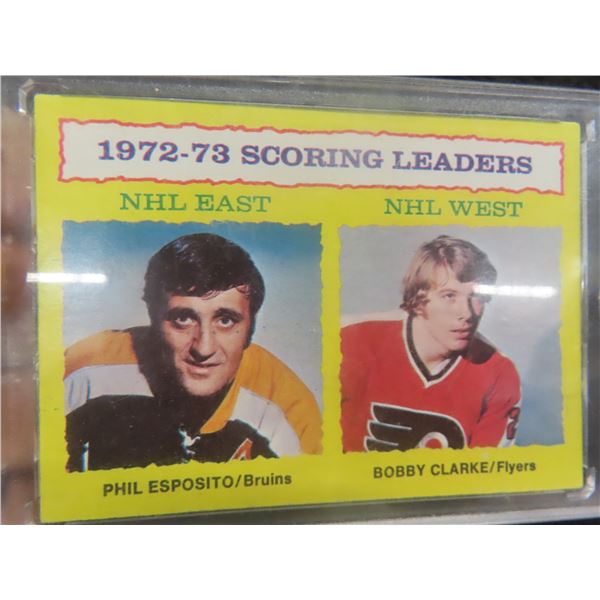 1972-73 SCORING LEADERS
NHL EAST
NHL WEST
A
PHIL ESPOSITO/Bruins
BOBBY CLARKE/Flyers